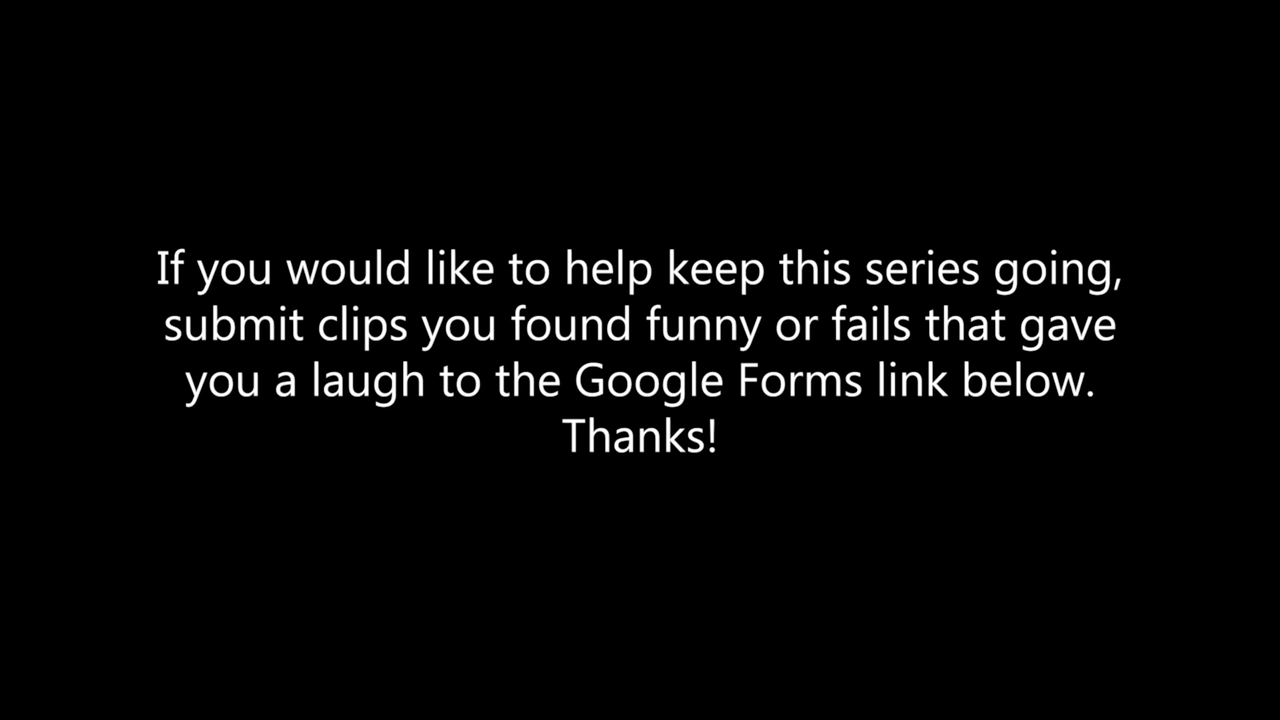 If you would like to help keep this series going,
submit clips you found funny or fails that gave
you a laugh to the Google Forms link below.
Thanks!